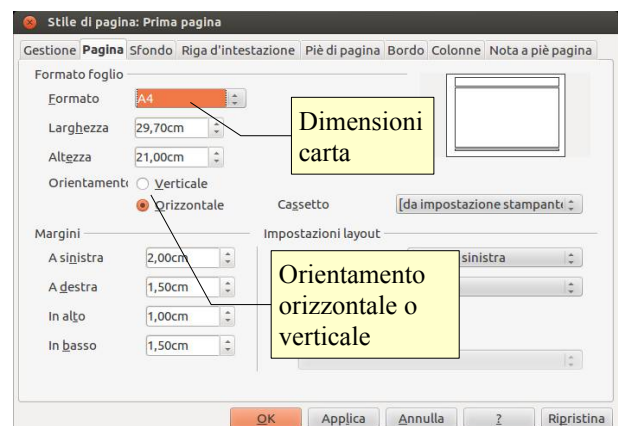 Stile di pagina: Prima pagina
Gestione Pagina Sfondo Riga d'intestazione Piè di pagina Bordo Colonne Nota a piè pagina
Formato foglio
Formato A4
Larghezza 29,70cm
Altezza 21,00cm
Orientamento Verticale
Orizzontale Cassetto [da impostazione stampante
Dimensioni
carta
Margini Impostazioni layout
A sinistra 2,00cm sinistra
A destra 1,50cm
In alto 1,00cm
In basso 1,50cm
Orientamento
orizzontale o
verticale
OK Applica Annulla ? Ripristina